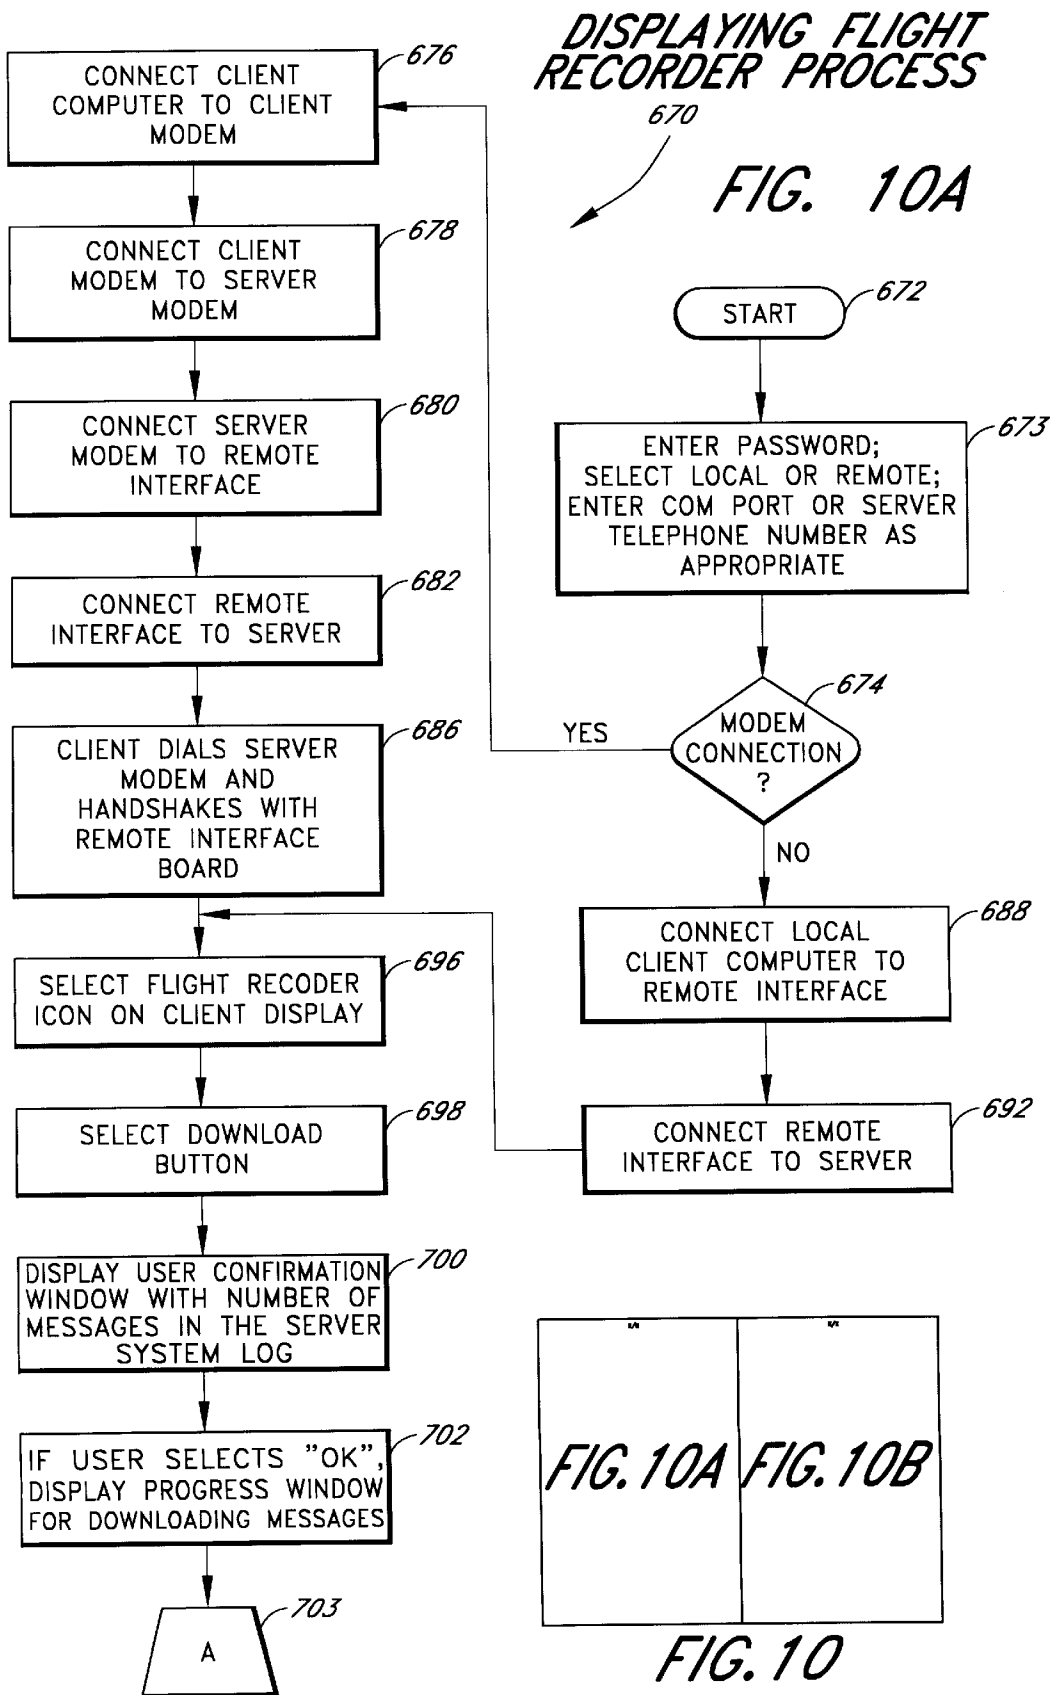 DISPLAYING FLIGHT
RECORDER PROCESS
670
FIG. 10A
START
672
ENTER PASSWORD;
SELECT LOCAL OR REMOTE;
ENTER COM PORT OR SERVER
TELEPHONE NUMBER AS
APPROPRIATE
673
MODEM
CONNECTION
?
674
YES
NO
CONNECT CLIENT
COMPUTER TO CLIENT
MODEM
676
CONNECT CLIENT
MODEM TO SERVER
MODEM
678
CONNECT SERVER
MODEM TO REMOTE
INTERFACE
680
CONNECT REMOTE
INTERFACE TO SERVER
682
CLIENT DIALS SERVER
MODEM AND
HANDSHAKES WITH
REMOTE INTERFACE
BOARD
686
CONNECT LOCAL
CLIENT COMPUTER TO
REMOTE INTERFACE
688
CONNECT REMOTE
INTERFACE TO SERVER
692
SELECT FLIGHT RECODER
ICON ON CLIENT DISPLAY
696
SELECT DOWNLOAD
BUTTON
698
DISPLAY USER CONFIRMATION
WINDOW WITH NUMBER OF
MESSAGES IN THE SERVER
SYSTEM LOG
700
IF USER SELECTS "OK",
DISPLAY PROGRESS WINDOW
FOR DOWNLOADING MESSAGES
702
A
703
FIG. 10A
FIG. 10B
FIG. 10